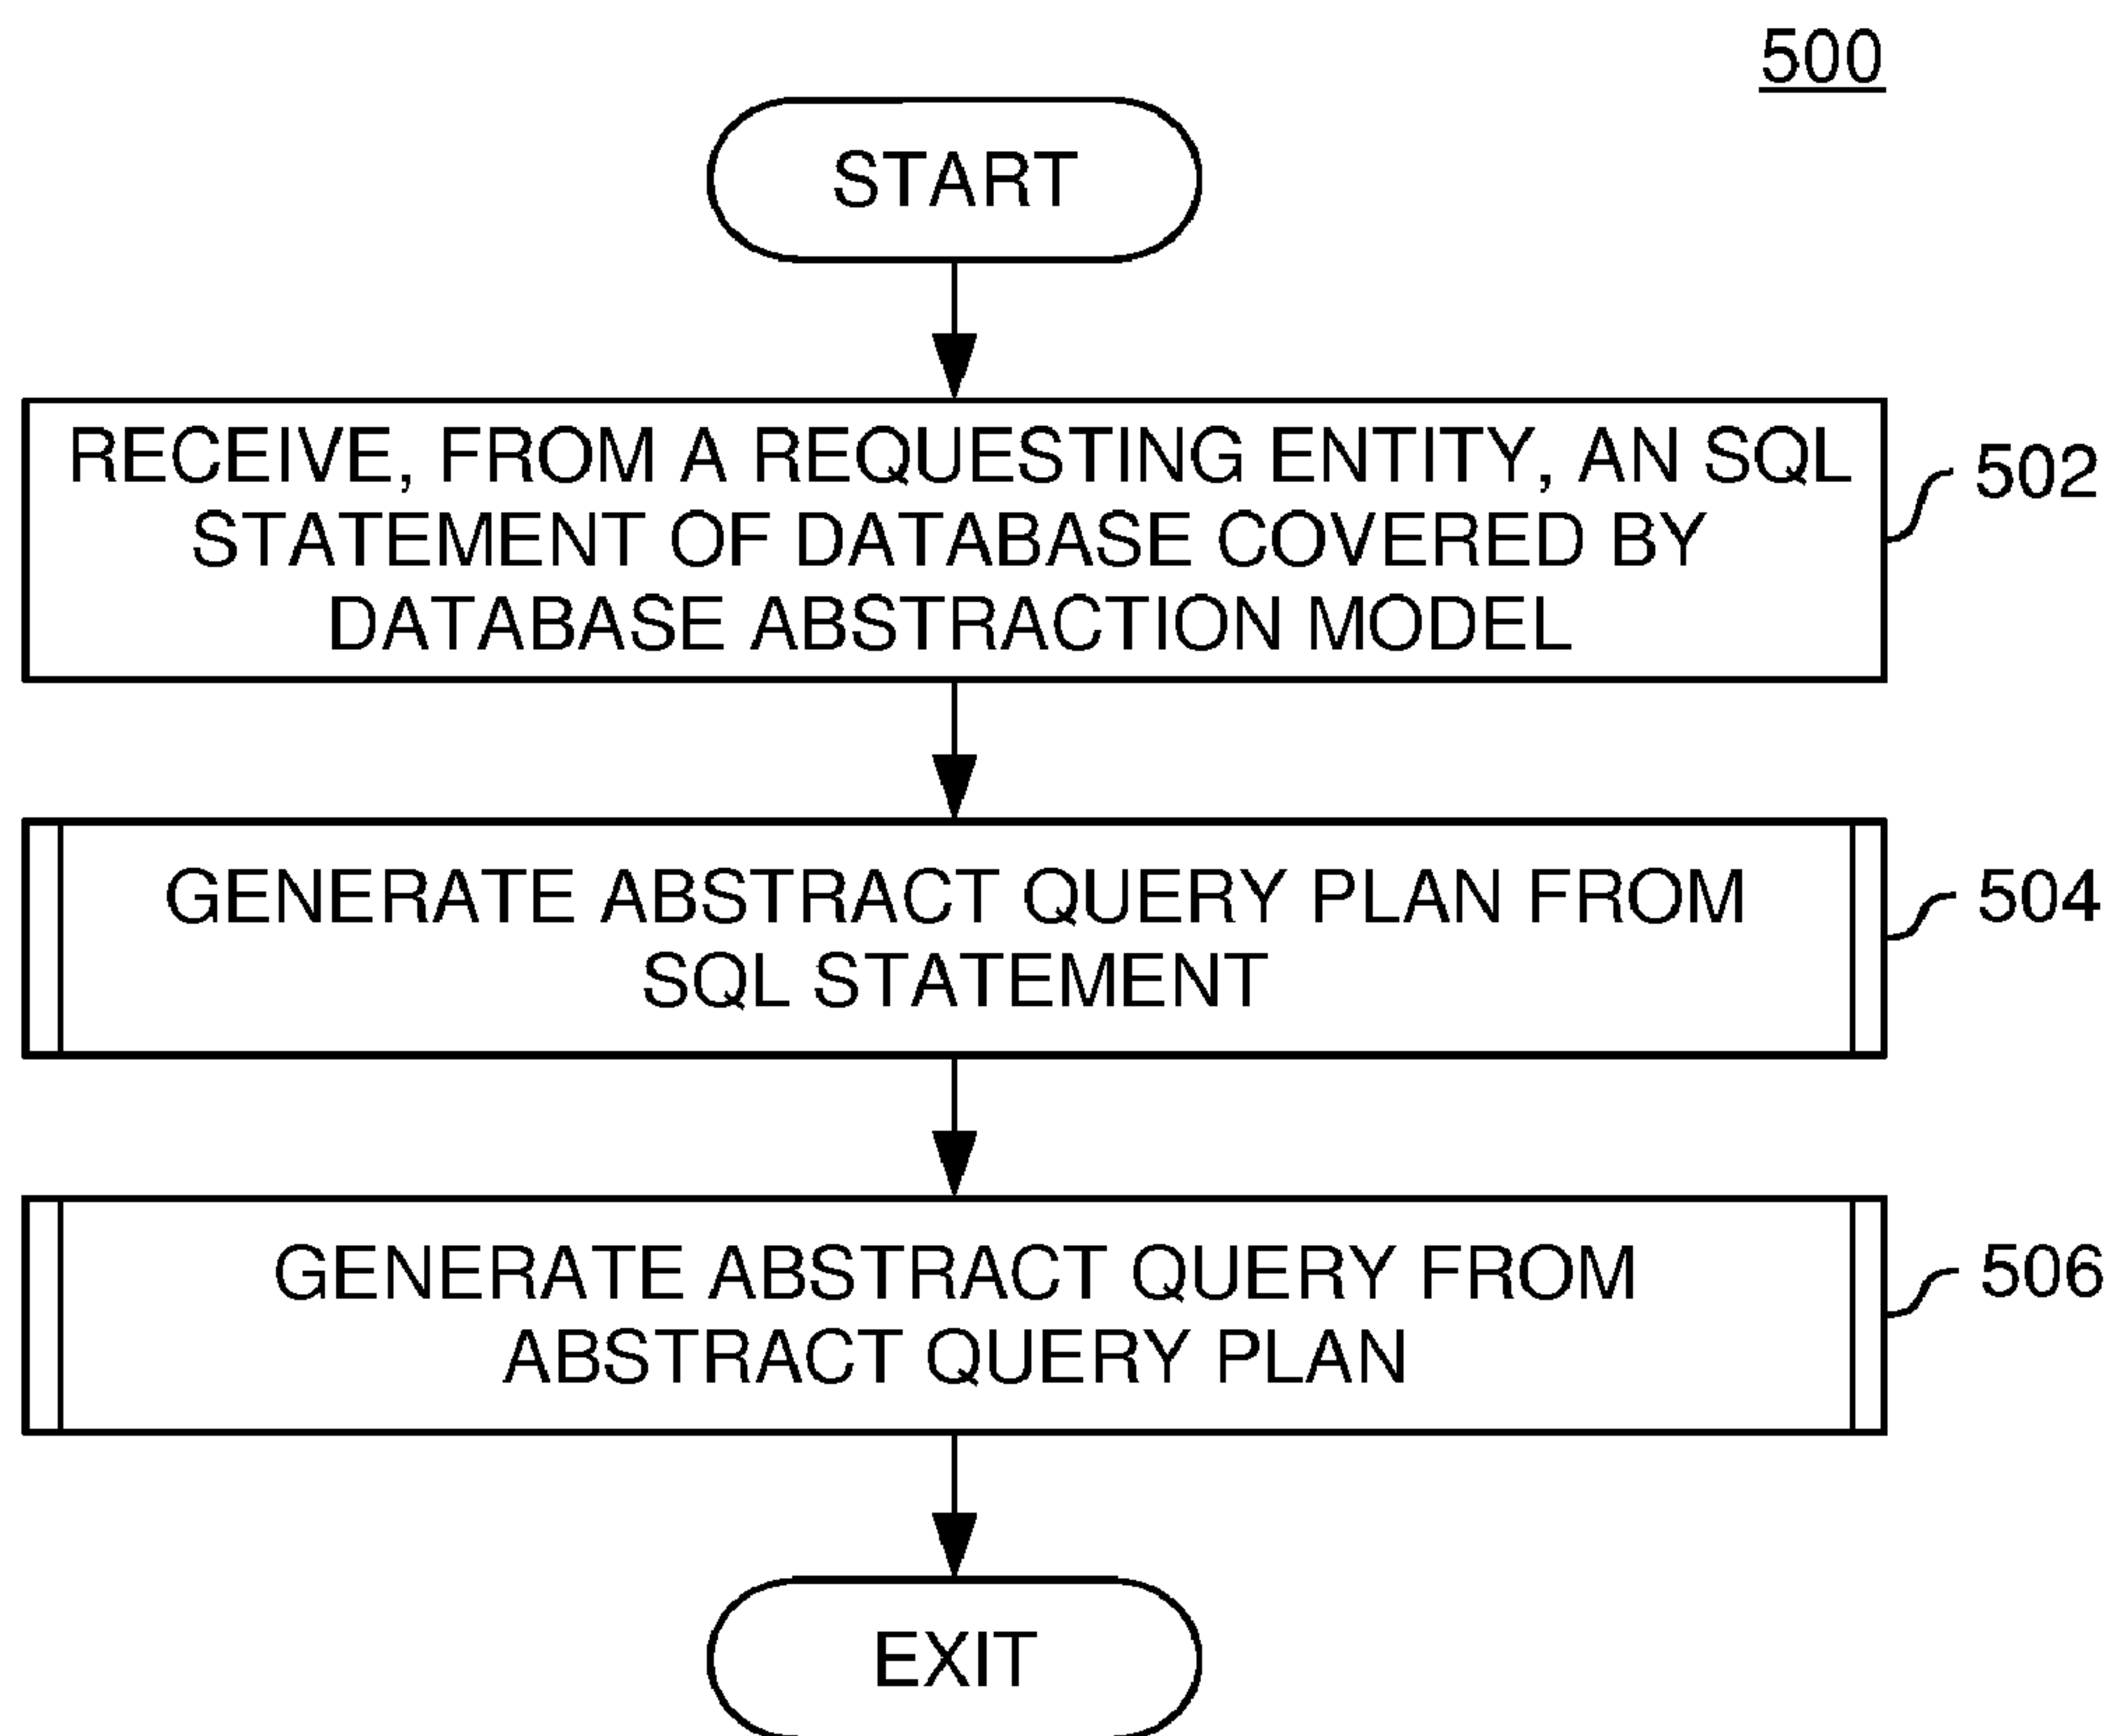 500
START
RECEIVE, FROM A REQUESTING ENTITY, AN SQL
STATEMENT OF DATABASE COVERED BY
DATABASE ABSTRACTION MODEL
502
GENERATE ABSTRACT QUERY PLAN FROM
SQL STATEMENT
504
GENERATE ABSTRACT QUERY FROM
ABSTRACT QUERY PLAN
506
EXIT